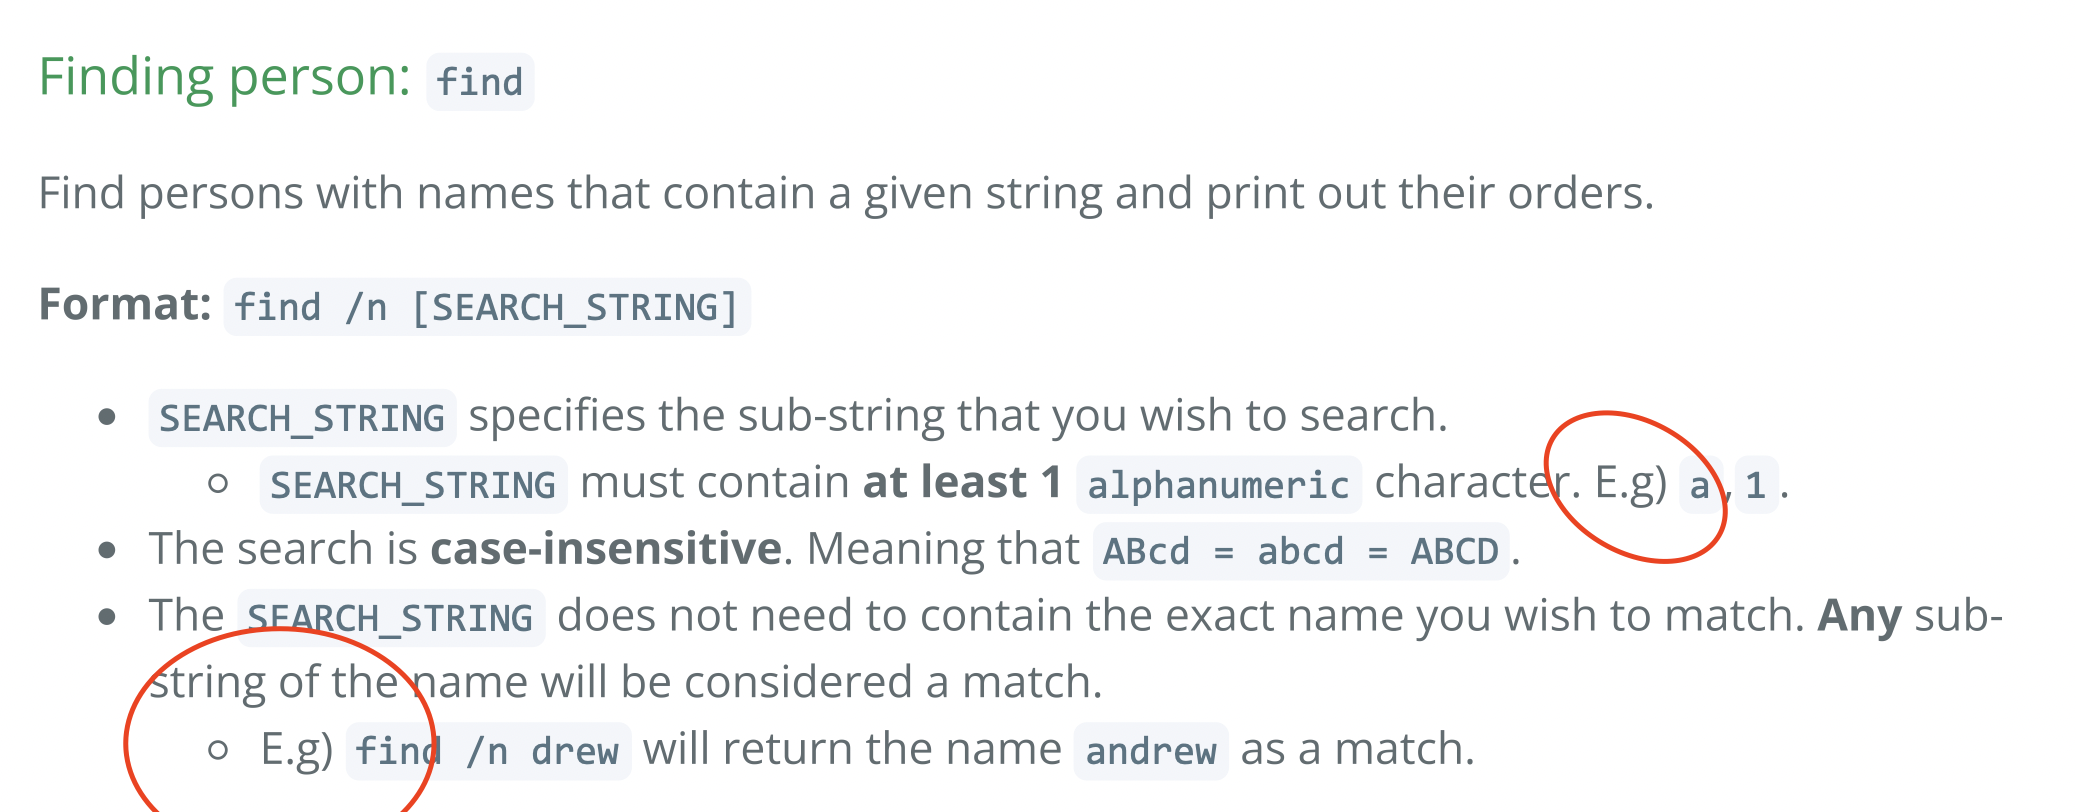 Finding person: find
Find persons with names that contain a given string and print out their orders.
Format: find /n [SEARCH_STRING]
SEARCH_STRING specifies the sub-string that you wish to search.
SEARCH_STRING must contain at least 1 alphanumeric character. E.g) a, 1.
The search is case-insensitive. Meaning that ABcd = abcd = ABCD.
The SEARCH_STRING does not need to contain the exact name you wish to match. Any sub-
string of the name will be considered a match.
E.g) find /n drew will return the name andrew as a match.